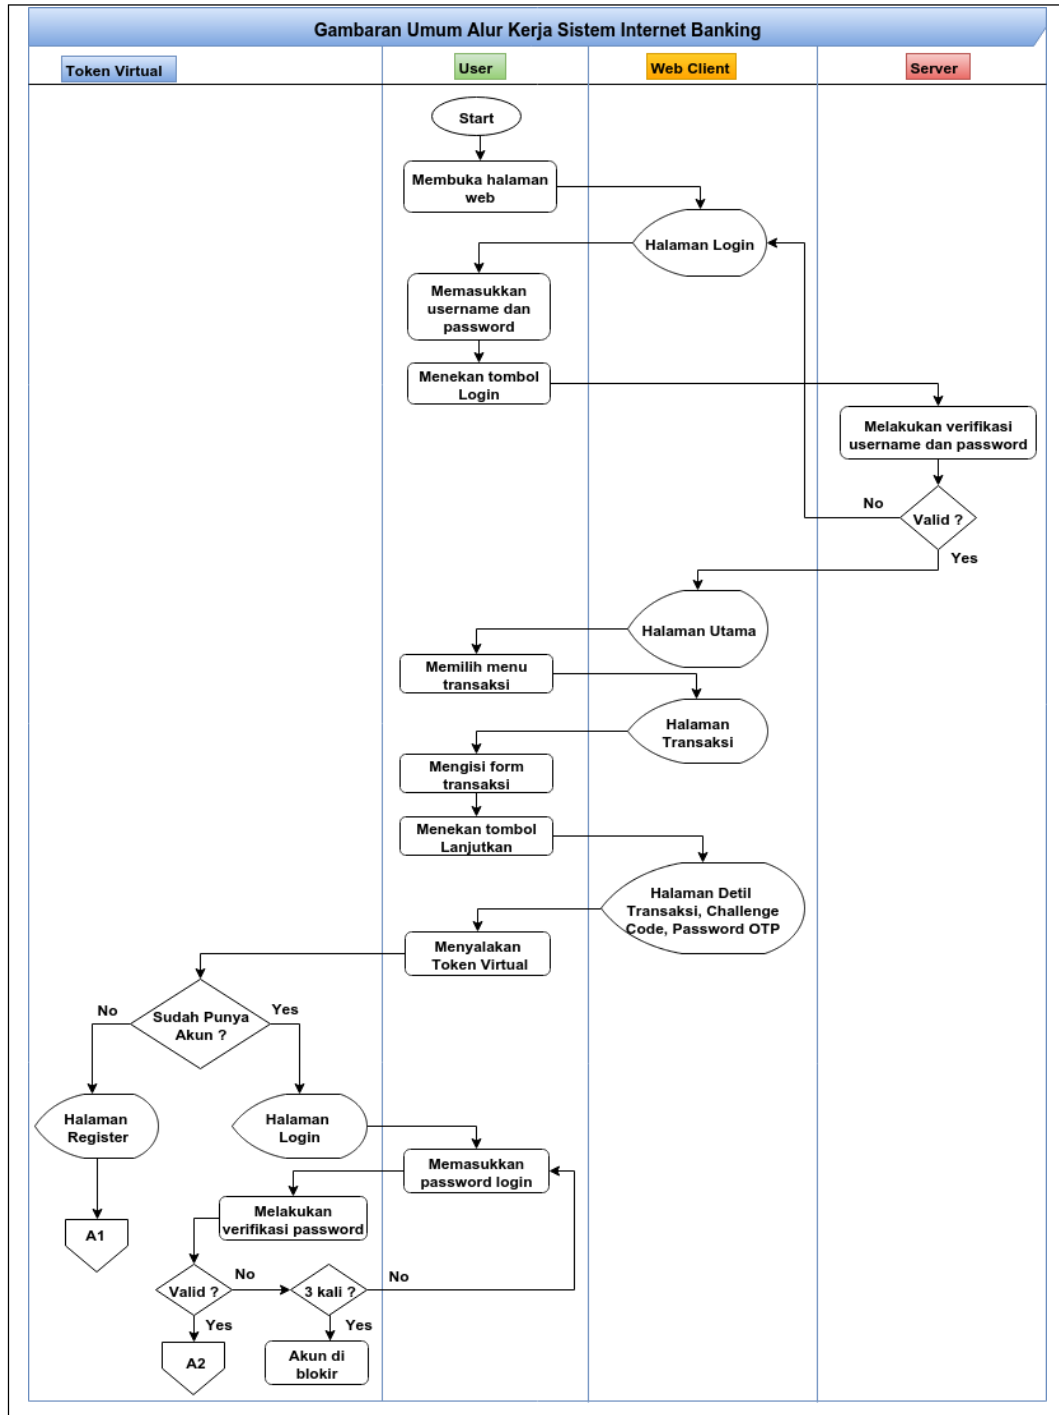 Gambaran Umum Alur Kerja Sistem Internet Banking
Token Virtual
User
Web Client
Server
Start
Membuka halaman
web
Halaman Login
Memasukkan
username dan
password
Menekan tombol
Login
Melakukan verifikasi
username dan password
Valid ?
No
Yes
Halaman Utama
Memilih menu
transaksi
Halaman
Transaksi
Mengisi form
transaksi
Menekan tombol
Lanjutkan
Halaman Detil
Transaksi, Challenge
Code, Password OTP
Menyalakan
Token Virtual
Sudah Punya
Akun ?
No
Yes
Halaman
Register
Halaman
Login
Memasukkan
password login
Melakukan
verifikasi password
A1
Valid ?
No
3 kali ?
No
Yes
Yes
A2
Akun di
blokir